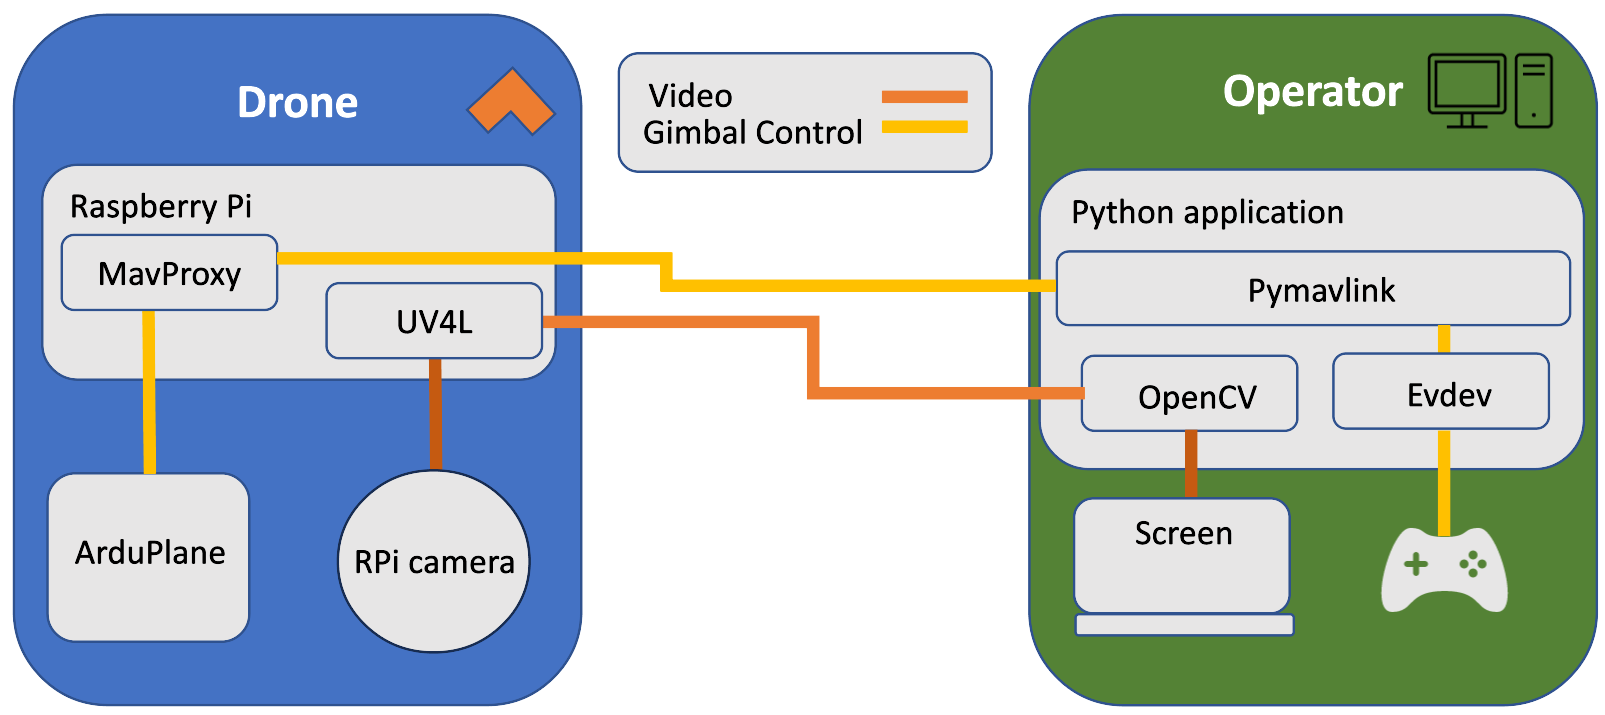 Drone
Raspberry Pi
MavProxy
UV4L
ArduPlane
RPi camera
Video
Gimbal Control
Operator
Python application
Pymavlink
OpenCV
Evdev
Screen